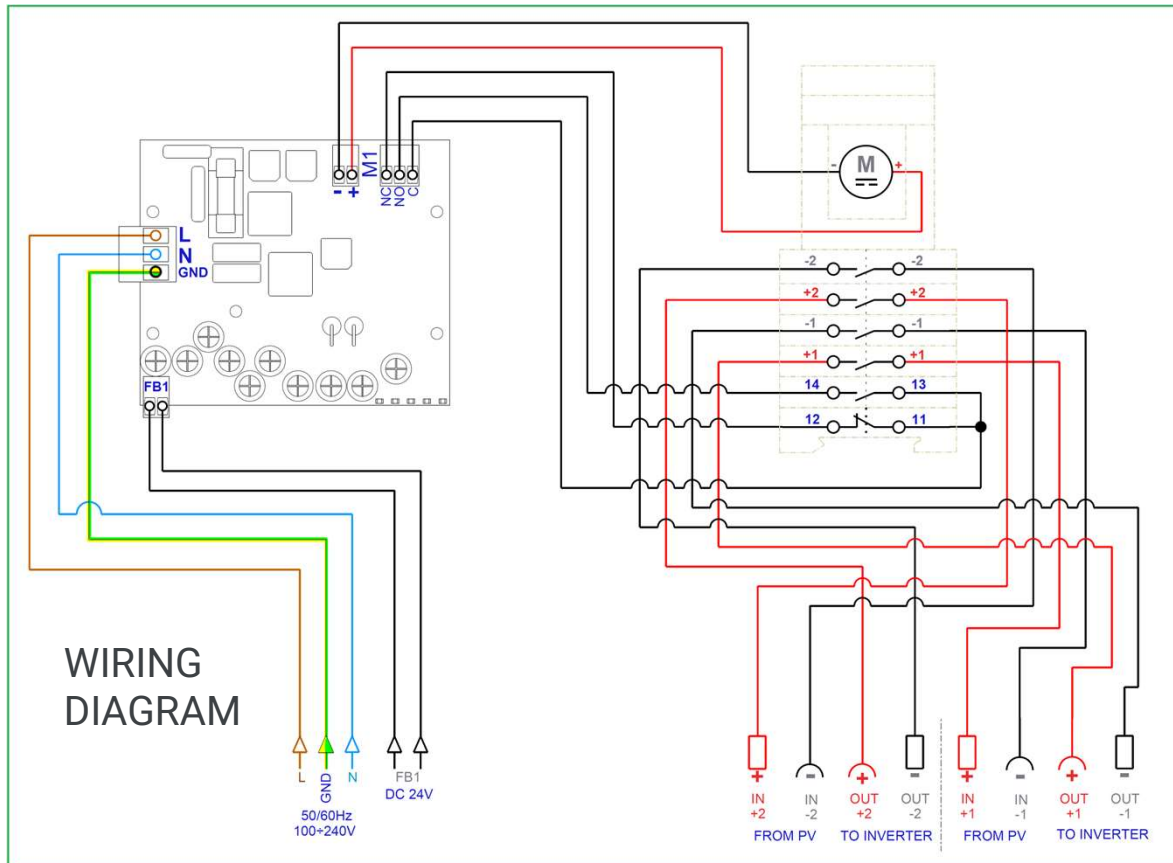 M1
- +
NC
NO
C
M
- +
L
N
GND
-2 -2
+2 +2
-1 -1
+1 +1
14 13
12 11
FB1
WIRING
DIAGRAM
L
GND
N
50/60Hz
100÷240V
FB1
DC 24V
+ - + - + - + -
IN IN OUT OUT IN IN OUT OUT
+2 -2 +2 -2 +1 -1 +1 -1
FROM PV TO INVERTER FROM PV TO INVERTER